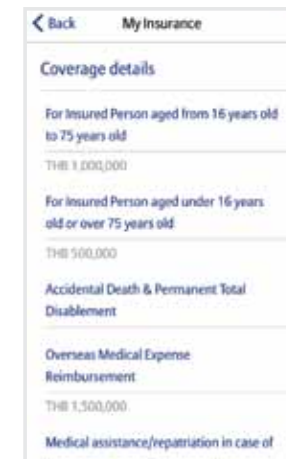 Back My Insurance
Coverage details
For Insured Person aged from 16 years old
to 75 years old
THB 1,000,000
For Insured Person aged under 16 years
old or over 75 years old
THB 500,000
Accidental Death & Permanent Total
Disablement
Overseas Medical Expense
Reimbursement
THB 1,500,000
Medical assistance/repatriation in case of